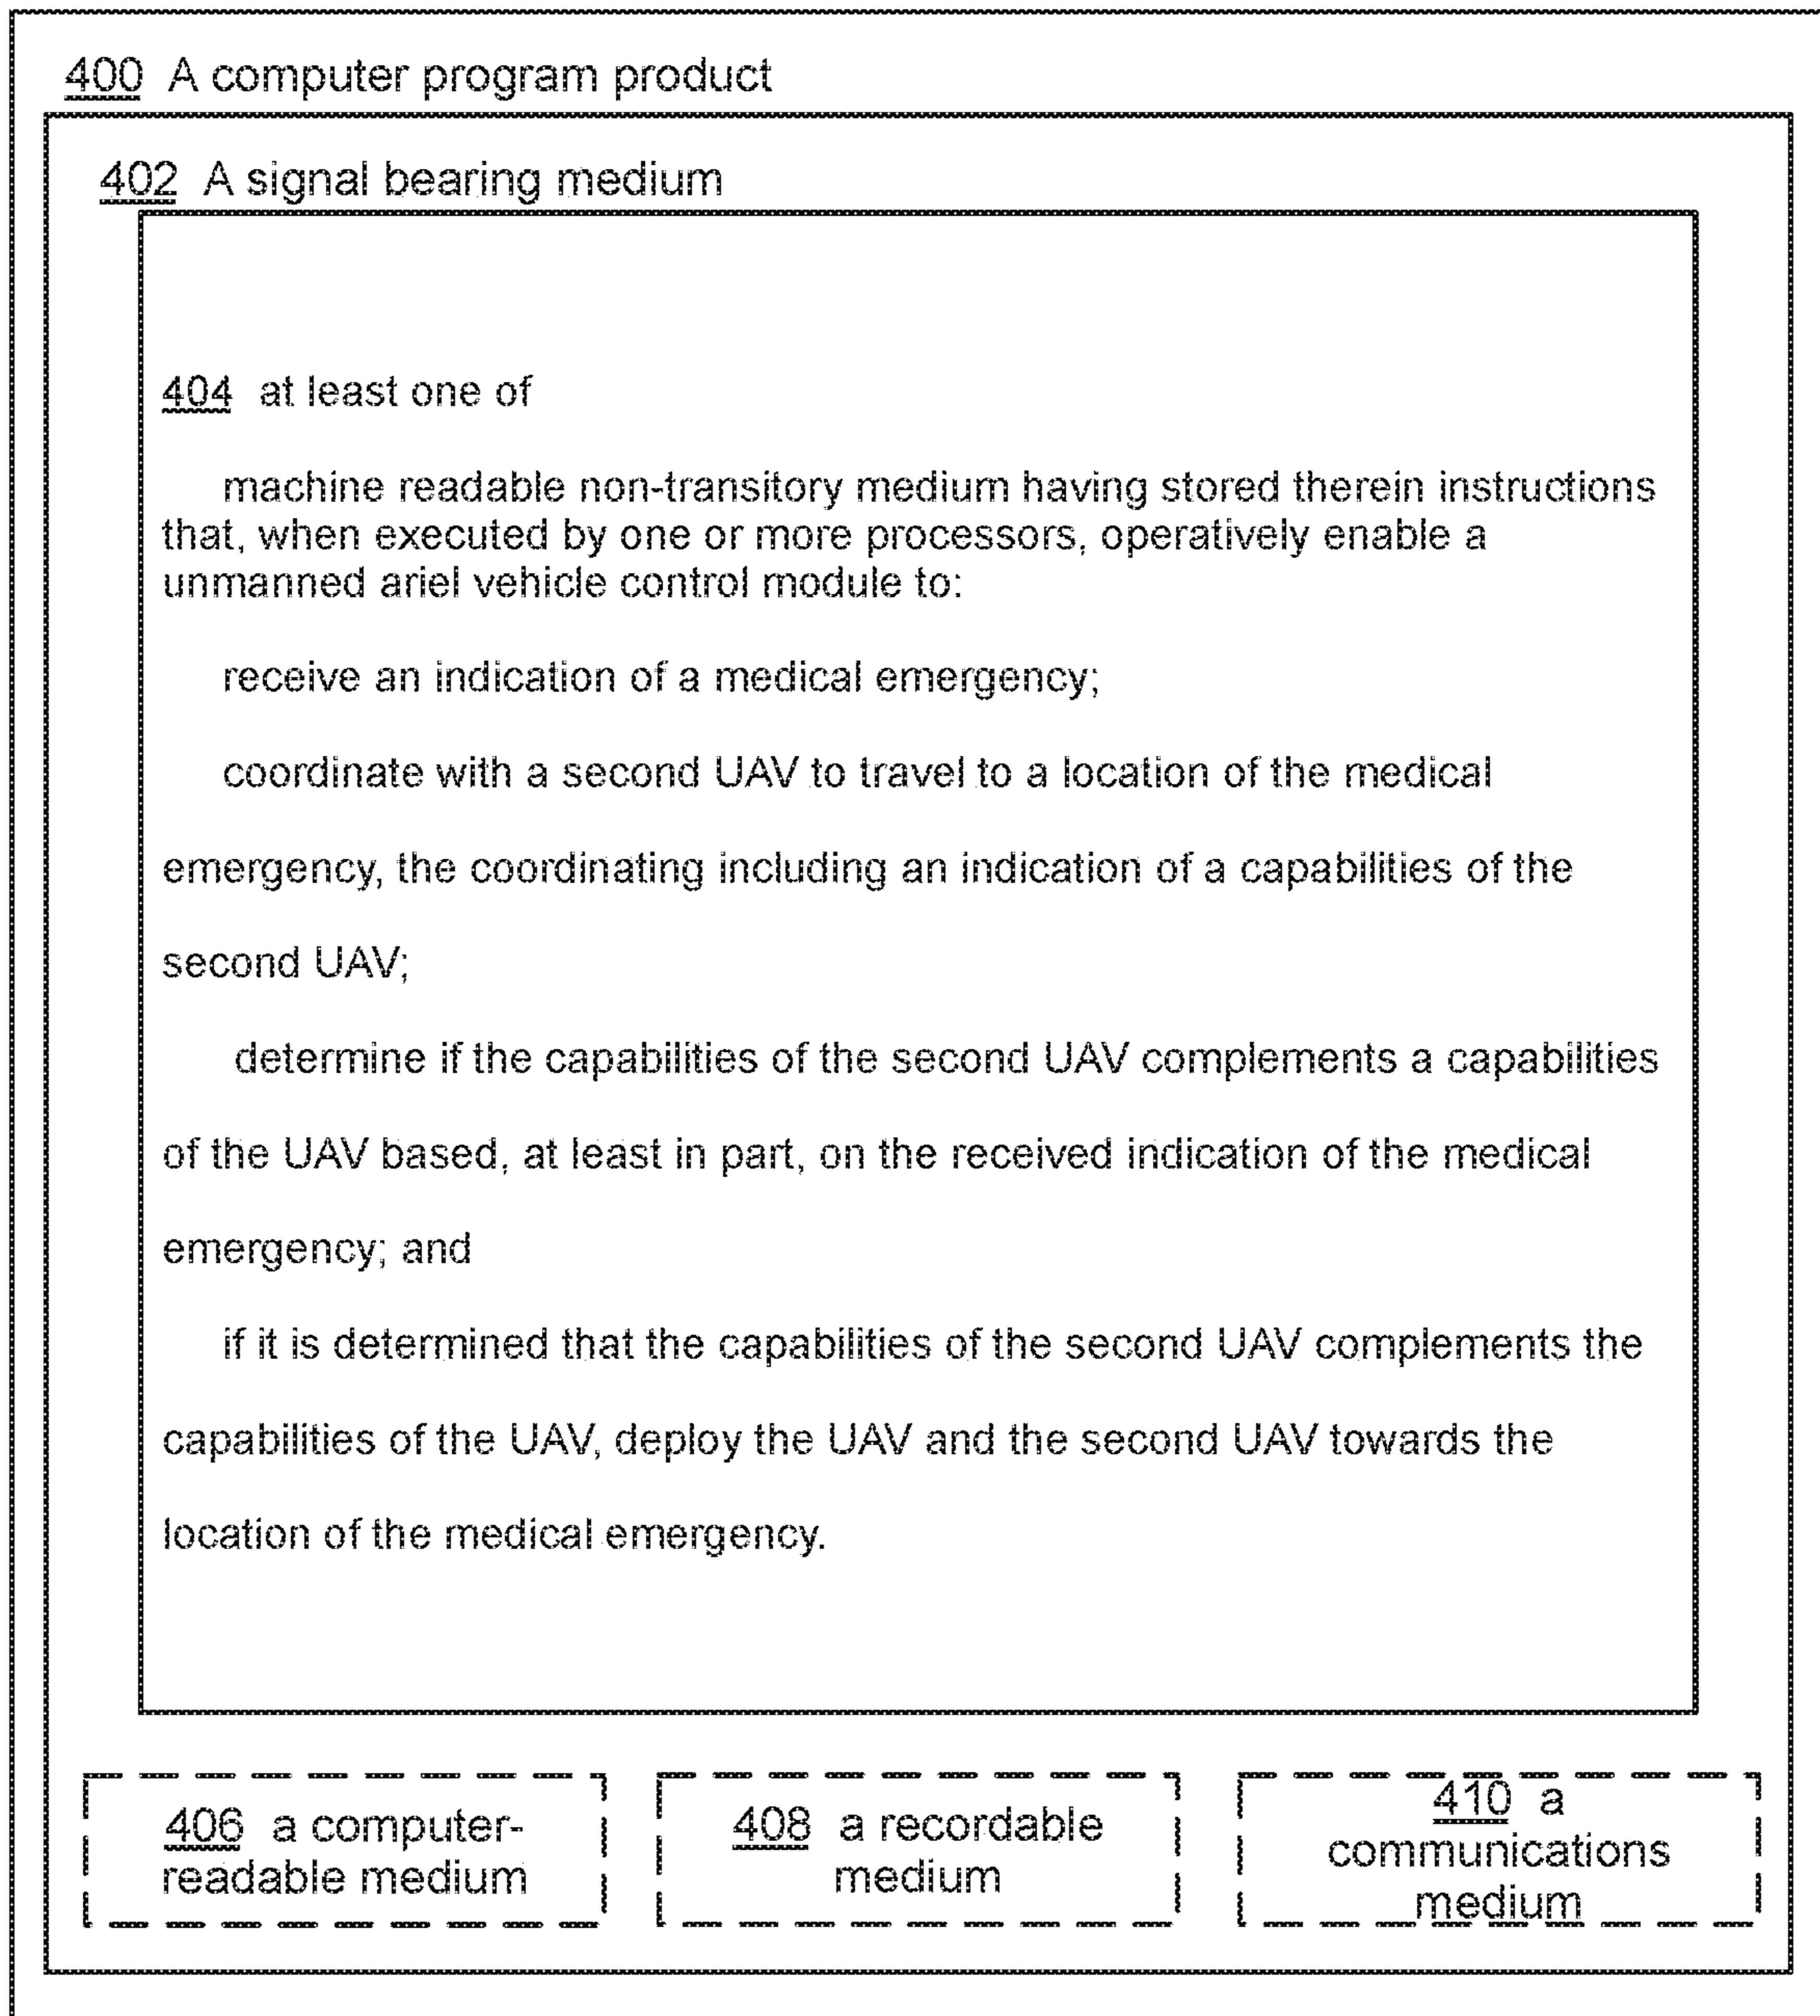 400 A computer program product
402 A signal bearing medium
404 at least one of
machine readable non-transitory medium having stored therein instructions
that, when executed by one or more processors, operatively enable a
unmanned ariel vehicle control module to:
receive an indication of a medical emergency;
coordinate with a second UAV to travel to a location of the medical
emergency, the coordinating including an indication of a capabilities of the
second UAV;
determine if the capabilities of the second UAV complements a capabilities
of the UAV based, at least in part, on the received indication of the medical
emergency; and
if it is determined that the capabilities of the second UAV complements the
capabilities of the UAV, deploy the UAV and the second UAV towards the
location of the medical emergency.
406 a computer-
readable medium
408 a recordable
medium
410 a
communications
medium